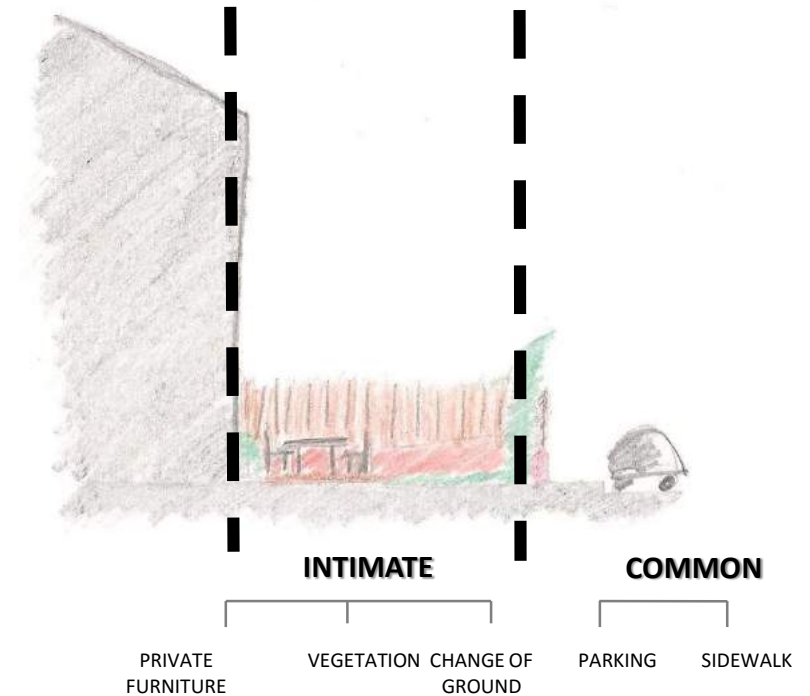 INTIMATE
COMMON
PRIVATE
FURNITURE
VEGETATION
CHANGE OF
GROUND
PARKING
SIDEWALK